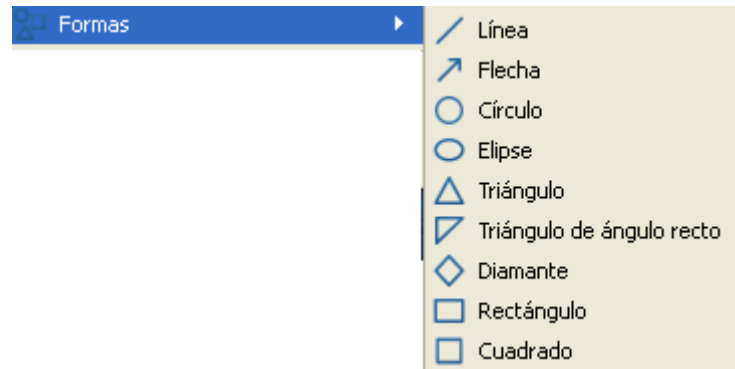 Formas
Línea
Flecha
Círculo
Elipse
Triángulo
Triángulo de ángulo recto
Diamante
Rectángulo
Cuadrado